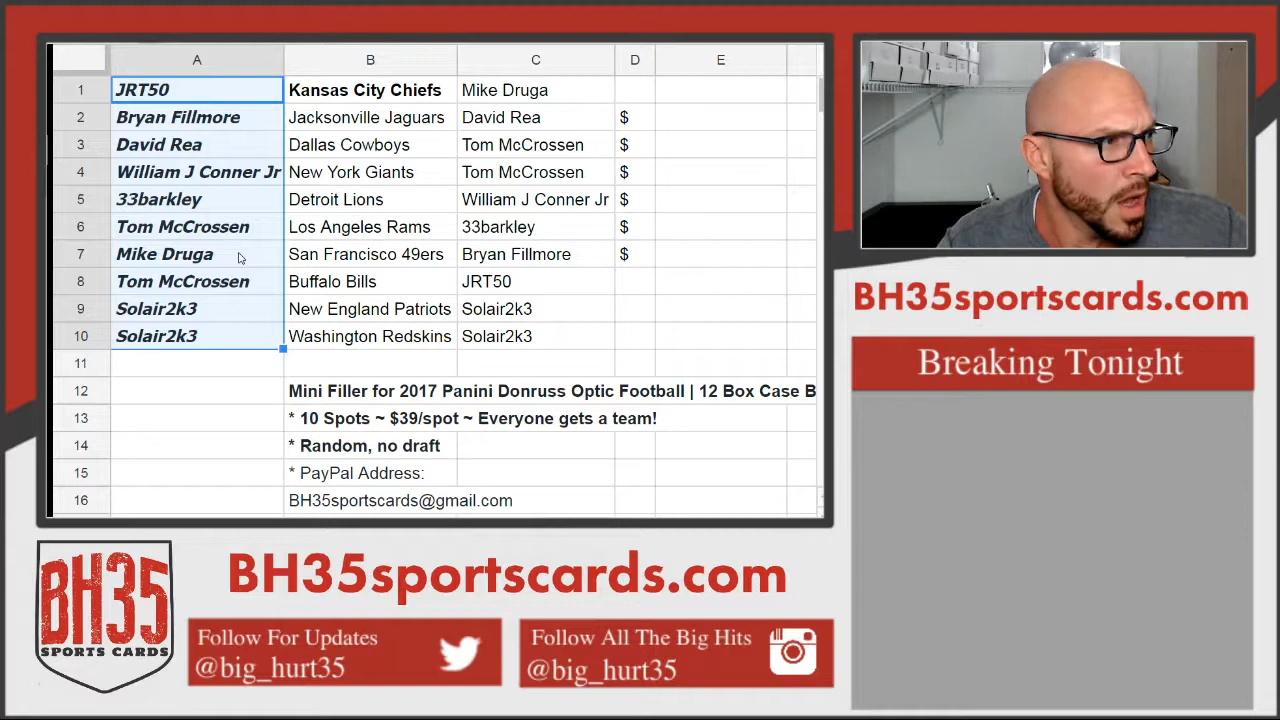 A B C D E
1 JRT50 Kansas City Chiefs Mike Druga
2 Bryan Fillmore Jacksonville Jaguars David Rea $
3 David Rea Dallas Cowboys Tom McCrossen $
4 William J Conner Jr New York Giants Tom McCrossen $
5 33barkley Detroit Lions William J Conner Jr $
6 Tom McCrossen Los Angeles Rams 33barkley $
7 Mike Druga San Francisco 49ers Bryan Fillmore $
8 Tom McCrossen Buffalo Bills JRT50
9 Solair2k3 New England Patriots Solair2k3
10 Solair2k3 Washington Redskins Solair2k3
11
12 Mini Filler for 2017 Panini Donruss Optic Football | 12 Box Case B
13 * 10 Spots ~ $39/spot ~ Everyone gets a team!
14 * Random, no draft
15 * PayPal Address:
16 BH35sportscards@gmail.com
BH35sportscards.com
Breaking Tonight
BH35
SPORTS CARDS
BH35sportscards.com
Follow For Updates
@big_hurt35
Follow All The Big Hits
@big_hurt35